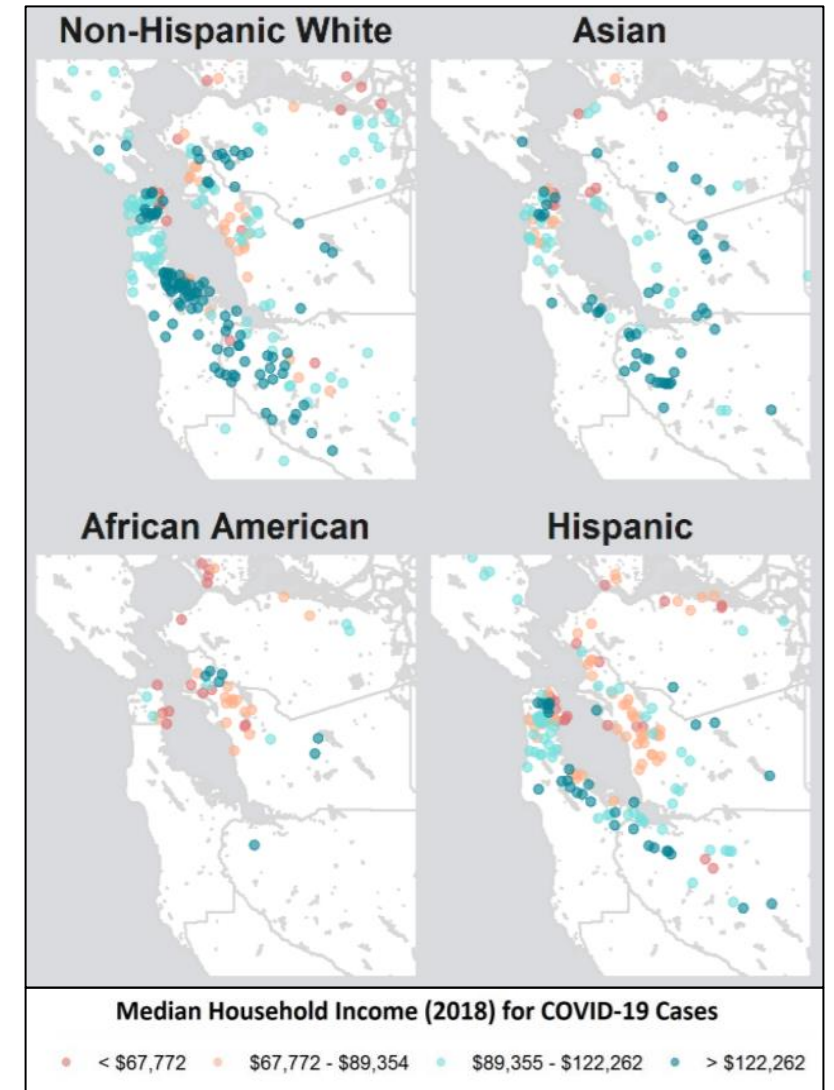 Non-Hispanic White
Asian
African American
Hispanic
Median Household Income (2018) for COVID-19 Cases
< $67,772
$67,772 - $89,354
$89,355 - $122,262
> $122,262